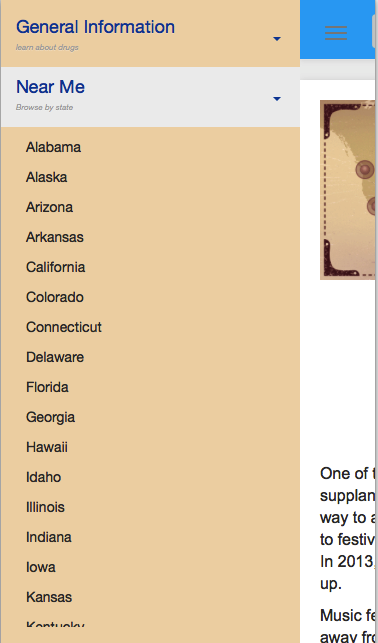 General Information
learn about drugs
Near Me
Browse by state
Alabama
Alaska
Arizona
Arkansas
California
Colorado
Connecticut
Delaware
Florida
Georgia
Hawaii
Idaho
Illinois
Indiana
Iowa
Kansas
Kentucky
One of
supplan
way to a
to festiv
In 2013,
up.
Music fe
away fro